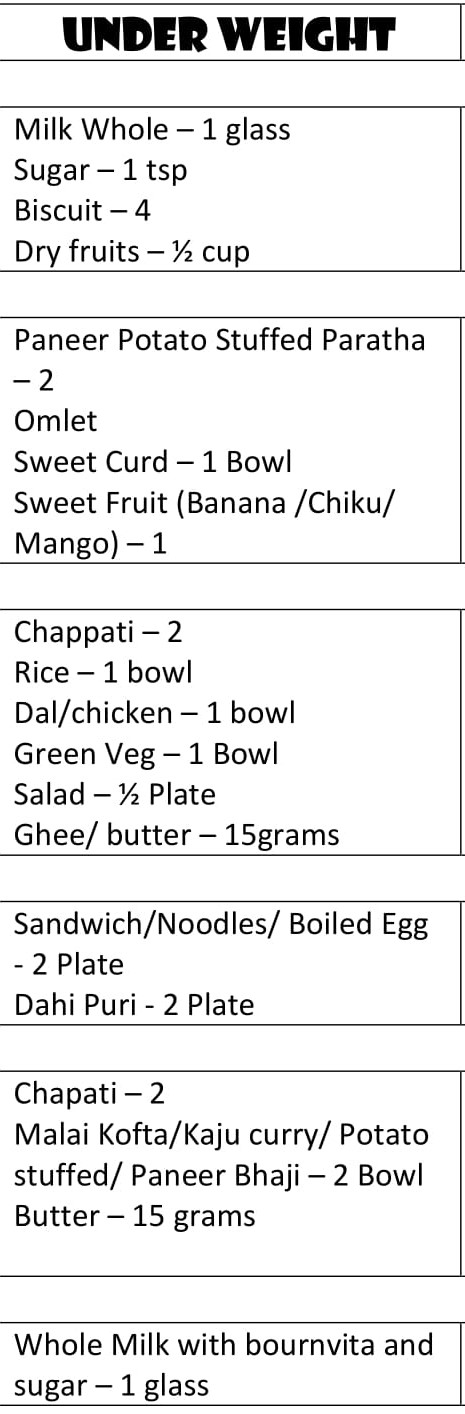 UNDER WEIGHT
Milk Whole – 1 glass
Sugar – 1 tsp
Biscuit – 4
Dry fruits – ½ cup
Paneer Potato Stuffed Paratha
– 2
Omlet
Sweet Curd – 1 Bowl
Sweet Fruit (Banana /Chiku/
Mango) – 1
Chappati – 2
Rice – 1 bowl
Dal/chicken – 1 bowl
Green Veg – 1 Bowl
Salad – ½ Plate
Ghee/ butter – 15grams
Sandwich/Noodles/ Boiled Egg
- 2 Plate
Dahi Puri - 2 Plate
Chapati – 2
Malai Kofta/Kaju curry/ Potato
stuffed/ Paneer Bhaji – 2 Bowl
Butter – 15 grams
Whole Milk with bournvita and
sugar – 1 glass